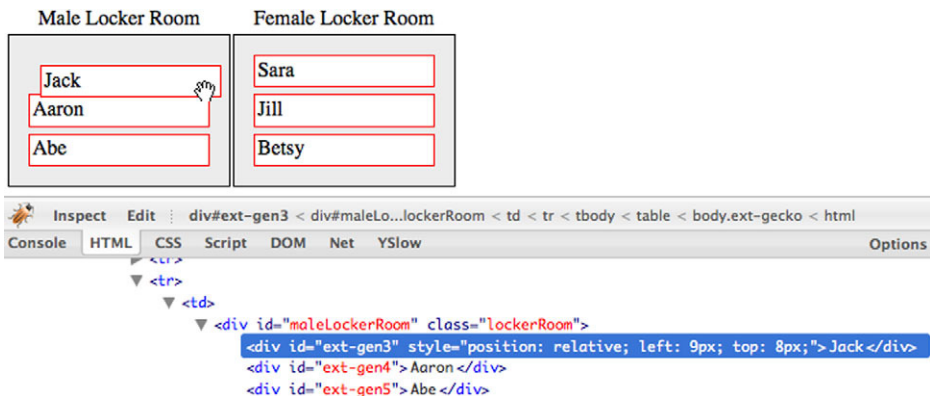 Male Locker Room Female Locker Room
Jack
Aaron
Abe
Sara
Jill
Betsy
Inspect Edit div#ext-gen3 < div#maleLo...lockerRoom < td < tr < tbody < table < body.ext-gecko < html
Console HTML CSS Script DOM Net YSlow Options
<tr>
<tr>
<td>
<div id="maleLockerRoom" class="lockerRoom">
<div id="ext-gen3" style="position: relative; left: 9px; top: 8px;">Jack</div>
<div id="ext-gen4">Aaron</div>
<div id="ext-gen5">Abe</div>